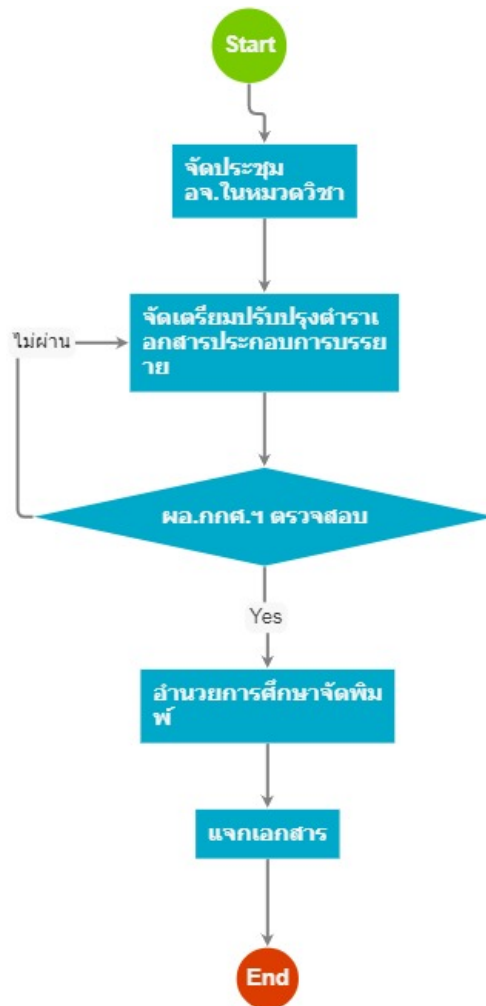 Start
จัดประชุม
อจ.ในหมวดวิชา
จัดเตรียมปรับปรุงตำราเ
อกสารประกอบการบรรย
าย
ไม่ผ่าน
ผอ.กกศ.ฯ ตรวจสอบ
Yes
อำนวยการศึกษาจัดพิม
พ์
แจกเอกสาร
End